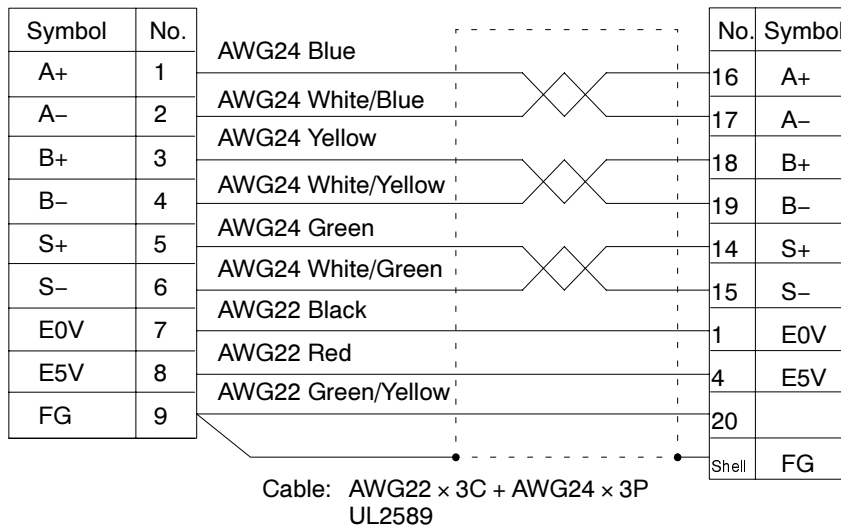 Symbol No. No. Symbol
AWG24 Blue
A+ 1 16 A+
AWG24 White/Blue
A− 2 17 A−
AWG24 Yellow
B+ 3 18 B+
AWG24 White/Yellow
B− 4 19 B−
AWG24 Green
S+ 5 14 S+
AWG24 White/Green
S− 6 15 S−
AWG22 Black
E0V 7 1 E0V
AWG22 Red
E5V 8 4 E5V
AWG22 Green/Yellow
FG 9 20
Shell FG
Cable: AWG22 × 3C + AWG24 × 3P
UL2589